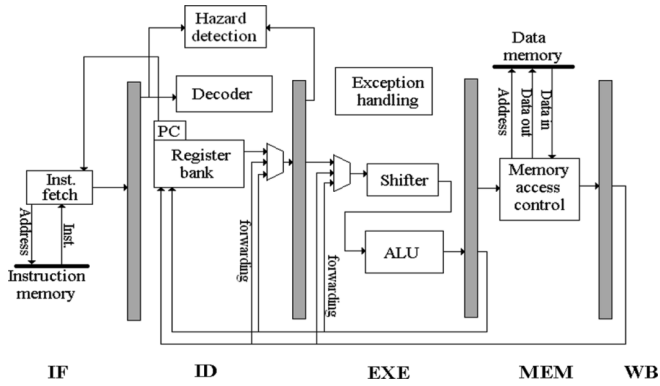 Hazard
detection
Data
memory
Exception
handling
Decoder
Address
Data out
Data in
PC
Register
bank
Inst.
fetch
Shifter
Memory
access
control
Address
Inst.
forwarding
forwarding
ALU
Instruction
memory
IF
ID
EXE
MEM
WB